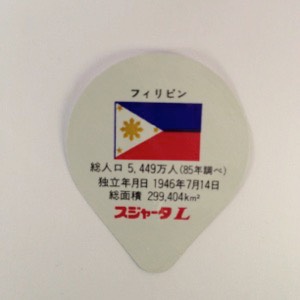 フィリピン
総人口 5,449万人(85年調べ)
独立年月日 1946年7月14日
総面積 299,404km²
スジャータ L